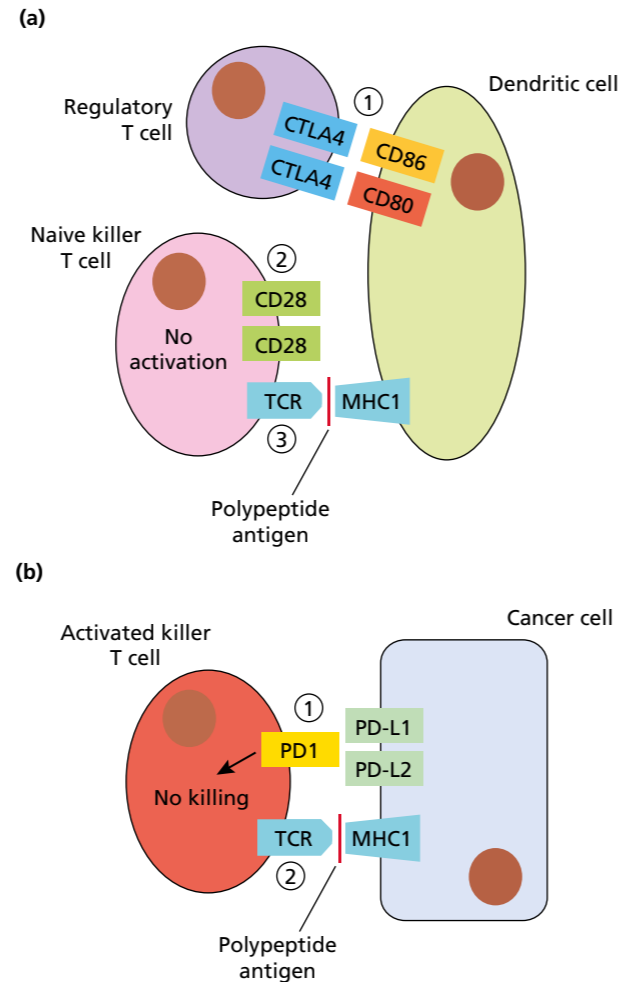 (a)
Regulatory
T cell
①
CTLA4
CD86
CTLA4
CD80
Dendritic cell
Naive killer
T cell
②
CD28
CD28
No
activation
TCR
MHC1
③
Polypeptide
antigen
(b)
Activated killer
T cell
Cancer cell
①
PD1
PD-L1
PD-L2
No killing
TCR
MHC1
②
Polypeptide
antigen